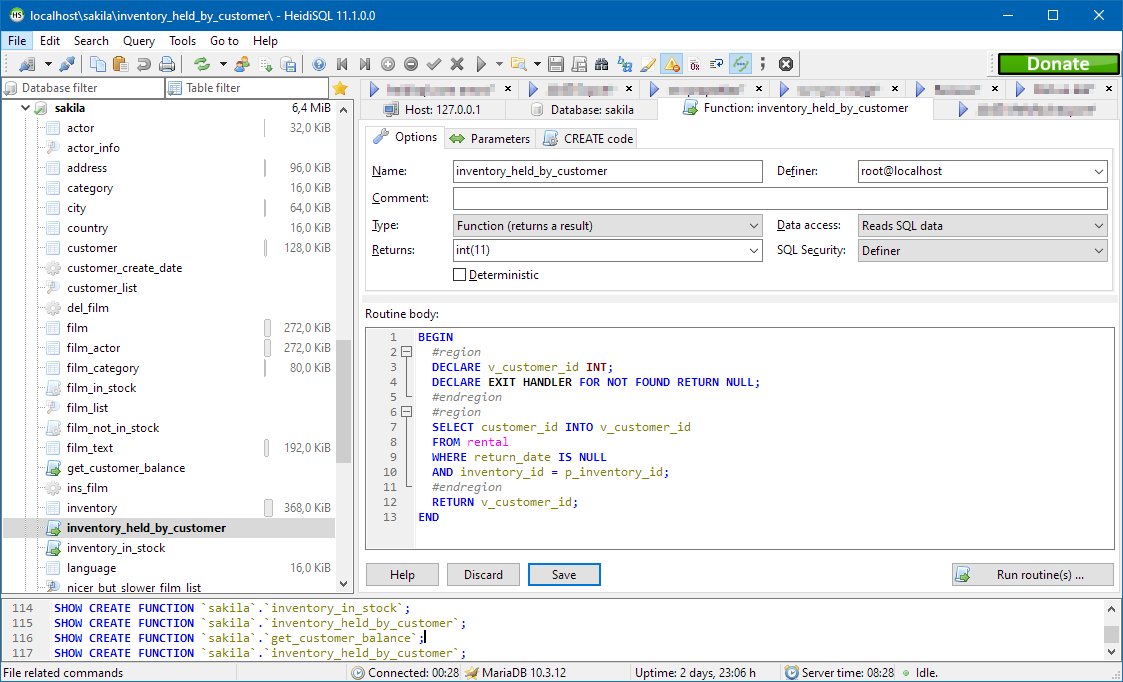 localhost\sakila\inventory_held_by_customer\ - HeidiSQL 11.1.0.0
File Edit Search Query Tools Go to Help
Donate
Database filter Table filter
Host: 127.0.0.1 Database: sakila Function: inventory_held_by_customer
sakila 6,4 MiB
actor 32,0 KiB
actor_info
address 96,0 KiB
category 16,0 KiB
city 64,0 KiB
country 16,0 KiB
customer 128,0 KiB
customer_create_date
customer_list
del_film
film 272,0 KiB
film_actor 272,0 KiB
film_category 80,0 KiB
film_in_stock
film_list
film_not_in_stock
film_text 192,0 KiB
get_customer_balance
ins_film
inventory 368,0 KiB
inventory_held_by_customer
inventory_in_stock
language 16,0 KiB
nicer_but_slower_film_list
Options Parameters CREATE code
Name: inventory_held_by_customer Definer: root@localhost
Comment:
Type: Function (returns a result) Data access: Reads SQL data
Returns: int(11) SQL Security: Definer
Deterministic
Routine body:
1 BEGIN
2 #region
3 DECLARE v_customer_id INT;
4 DECLARE EXIT HANDLER FOR NOT FOUND RETURN NULL;
5 #endregion
6 #region
7 SELECT customer_id INTO v_customer_id
8 FROM rental
9 WHERE return_date IS NULL
10 AND inventory_id = p_inventory_id;
11 #endregion
12 RETURN v_customer_id;
13 END
Help Discard Save Run routine(s) ...
114 SHOW CREATE FUNCTION `sakila`.`inventory_in_stock`;
115 SHOW CREATE FUNCTION `sakila`.`inventory_held_by_customer`;
116 SHOW CREATE FUNCTION `sakila`.`get_customer_balance`;
117 SHOW CREATE FUNCTION `sakila`.`inventory_held_by_customer`;
File related commands Connected: 00:28 MariaDB 10.3.12 Uptime: 2 days, 23:06 h Server time: 08:28 Idle.